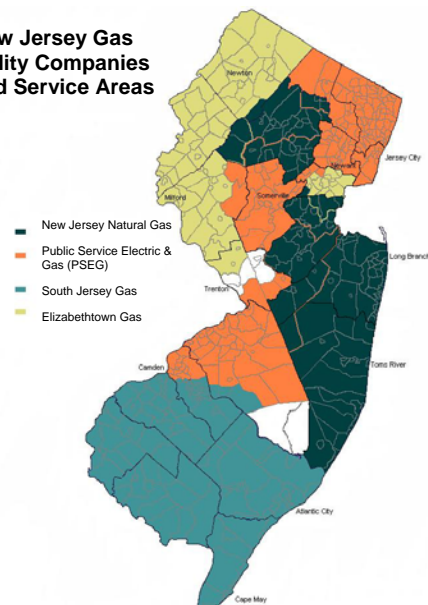 w Jersey Gas
ility Companies
d Service Areas
Newton
Jersey City
Newark
Milford
Somerville
New Jersey Natural Gas
Public Service Electric &
Gas (PSEG)
Long Branch
Trenton
South Jersey Gas
Elizabethtown Gas
Toms River
Camden
Atlantic City
Cape May